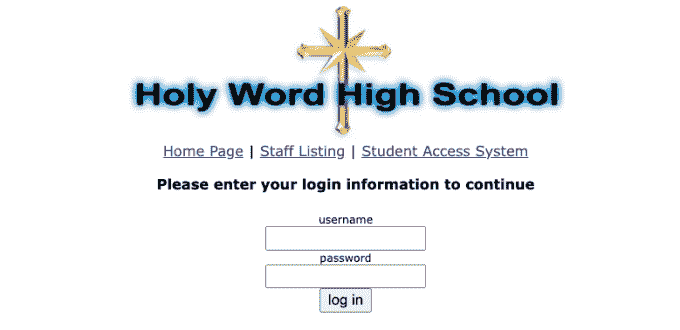 Holy Word High School
Home Page | Staff Listing | Student Access System
Please enter your login information to continue
username
password
log in